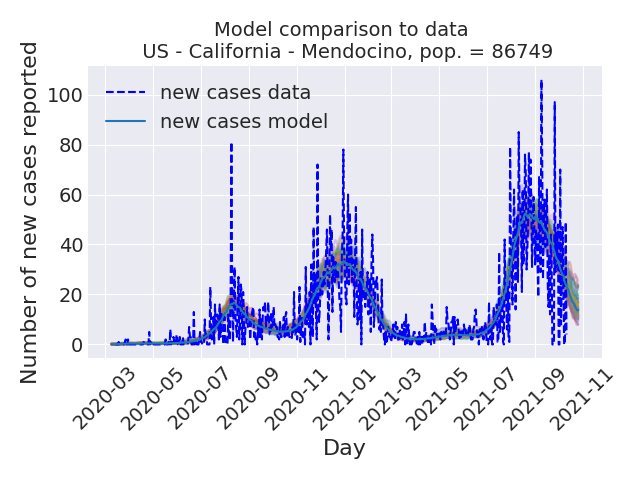 Model comparison to data
US - California - Mendocino, pop. = 86749
Number of new cases reported
100
80
60
40
20
0
new cases data
new cases model
2020-03
2020-05
2020-07
2020-09
2020-11
2021-01
2021-03
2021-05
2021-07
2021-09
2021-11
Day